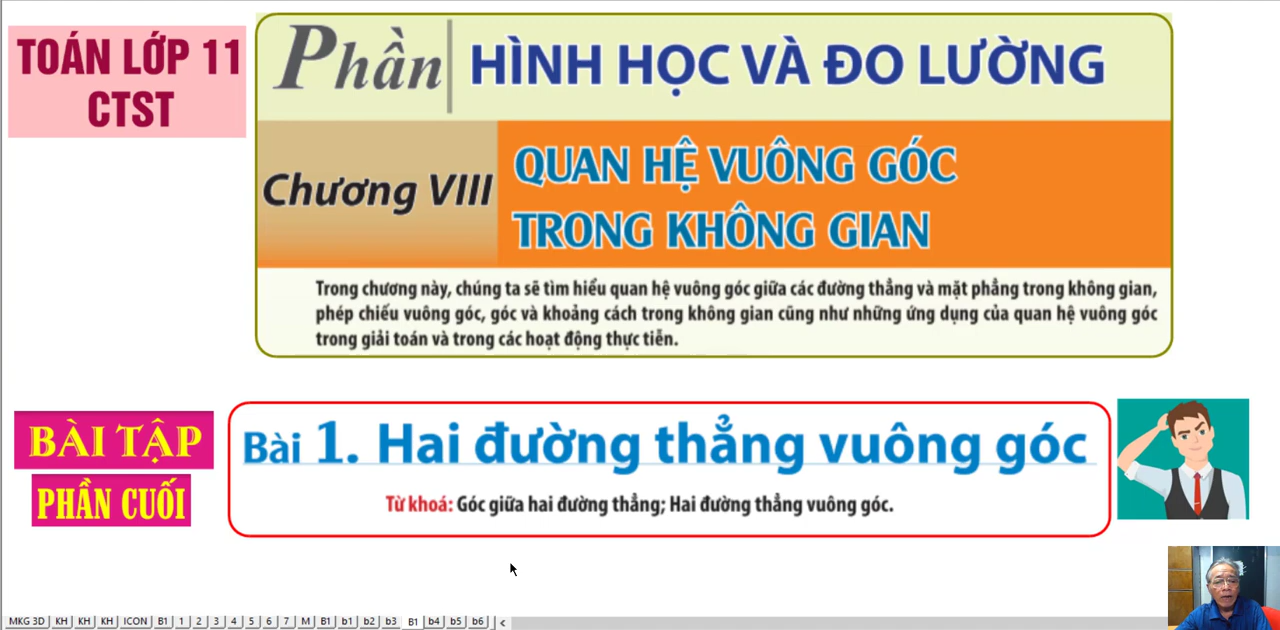 TOÁN LỚP 11
CTST
Phần HÌNH HỌC VÀ ĐO LƯỜNG
Chương VIII
QUAN HỆ VUÔNG GÓC
TRONG KHÔNG GIAN
Trong chương này, chúng ta sẽ tìm hiểu quan hệ vuông góc giữa các đường thẳng và mặt phẳng trong không gian,
phép chiếu vuông góc, góc và khoảng cách trong không gian cũng như những ứng dụng của quan hệ vuông góc
trong giải toán và trong các hoạt động thực tiễn.
BÀI TẬP
PHẦN CUỐI
Bài 1. Hai đường thẳng vuông góc
Từ khoá: Góc giữa hai đường thẳng; Hai đường thẳng vuông góc.
MKG 3D KH KH KH ICON B1 1 2 3 4 5 6 7 M B1 b1 b2 b3 B1 b4 b5 b6 <